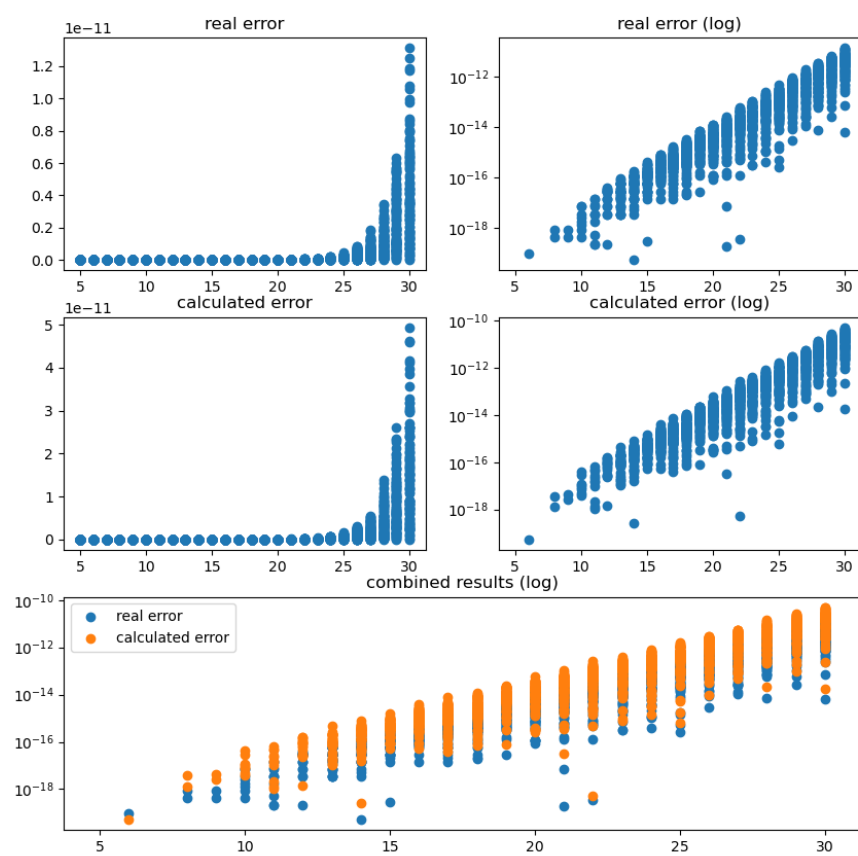 real error
1e−11
1.2
1.0
0.8
0.6
0.4
0.2
0.0
5 10 15 20 25 30
real error (log)
10⁻¹²
10⁻¹⁴
10⁻¹⁶
10⁻¹⁸
5 10 15 20 25 30
calculated error
1e−11
5
4
3
2
1
0
5 10 15 20 25 30
calculated error (log)
10⁻¹⁰
10⁻¹²
10⁻¹⁴
10⁻¹⁶
10⁻¹⁸
5 10 15 20 25 30
combined results (log)
10⁻¹⁰
10⁻¹²
10⁻¹⁴
10⁻¹⁶
10⁻¹⁸
real error
calculated error
5 10 15 20 25 30